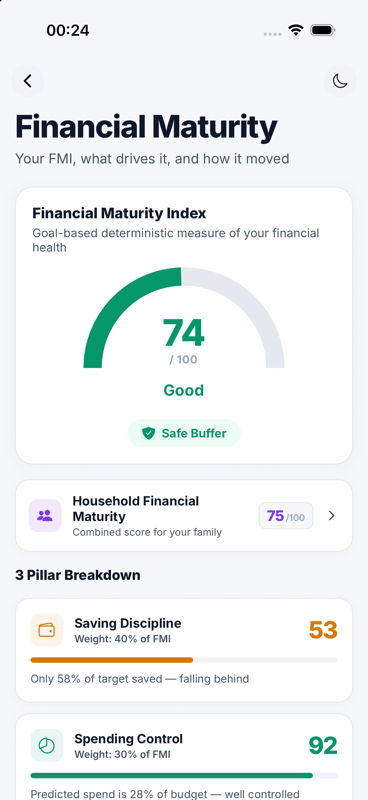 00:24
Financial Maturity
Your FMI, what drives it, and how it moved
Financial Maturity Index
Goal-based deterministic measure of your financial
health
74
/ 100
Good
Safe Buffer
Household Financial
Maturity
Combined score for your family
75/100
3 Pillar Breakdown
Saving Discipline
Weight: 40% of FMI
53
Only 58% of target saved — falling behind
Spending Control
Weight: 30% of FMI
92
Predicted spend is 28% of budget — well controlled